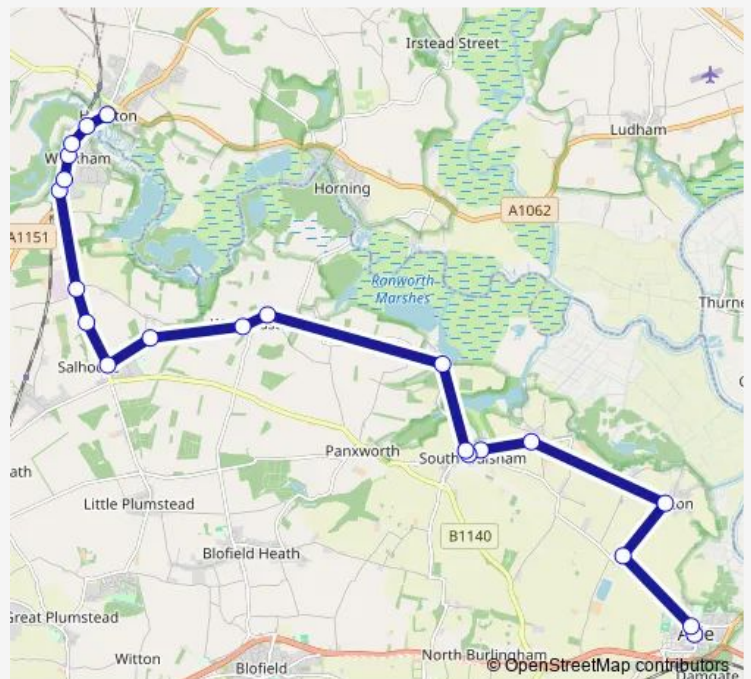 Irstead Street
Ludham
Horning
A1062
A1151
Ranworth
Marshes
Thurne
Panxworth
Little Plumstead
B1140
Blofield Heath
Great Plumstead
Witton
Blofield
North Burlingham
© OpenStreetMap contributors